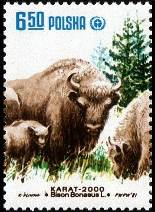 6.50 POLSKA
KARAT-2000
Bison Bonasus L.